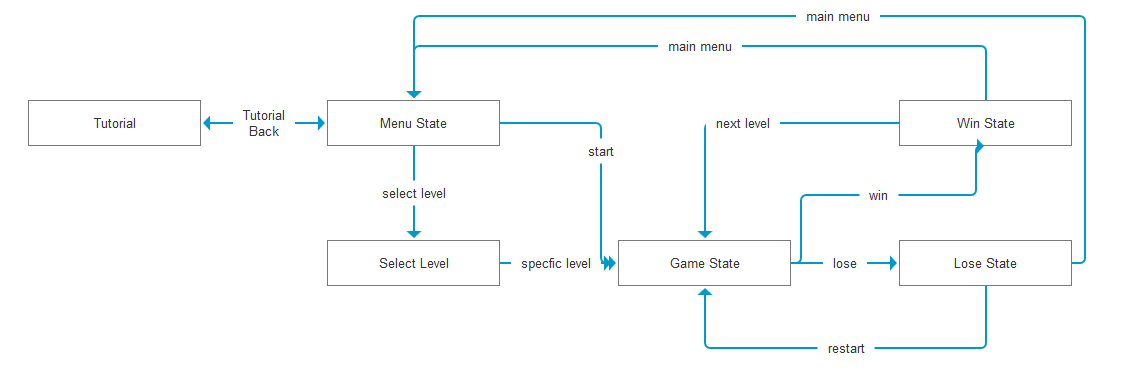 main menu
main menu
Tutorial
Tutorial
Back
Menu State
next level
Win State
start
select level
win
Select Level
specfic level
Game State
lose
Lose State
restart